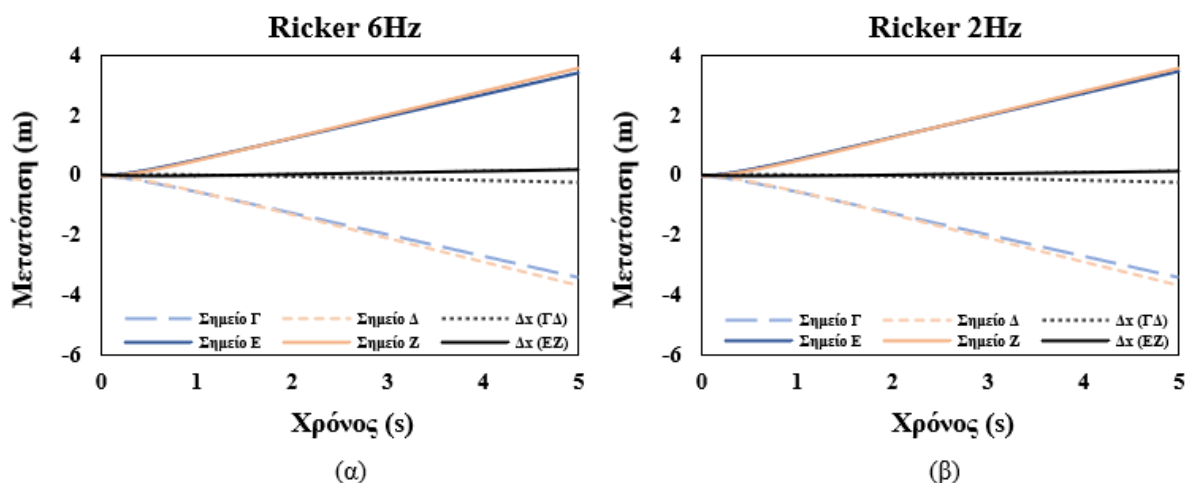 Ricker 6Hz
Μετατόπιση (m)
4
2
0
-2
-4
-6
Σημείο Γ Σημείο Δ Δx (ΓΔ)
Σημείο Ε Σημείο Ζ Δx (ΕΖ)
0 1 2 3 4 5
Χρόνος (s)
(α)
Ricker 2Hz
Μετατόπιση (m)
4
2
0
-2
-4
-6
Σημείο Γ Σημείο Δ Δx (ΓΔ)
Σημείο Ε Σημείο Ζ Δx (ΕΖ)
0 1 2 3 4 5
Χρόνος (s)
(β)